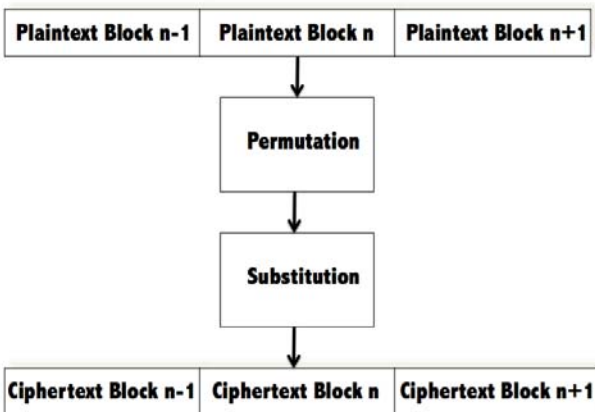 Plaintext Block n-1 Plaintext Block n Plaintext Block n+1
Permutation
Substitution
Ciphertext Block n-1 Ciphertext Block n Ciphertext Block n+1